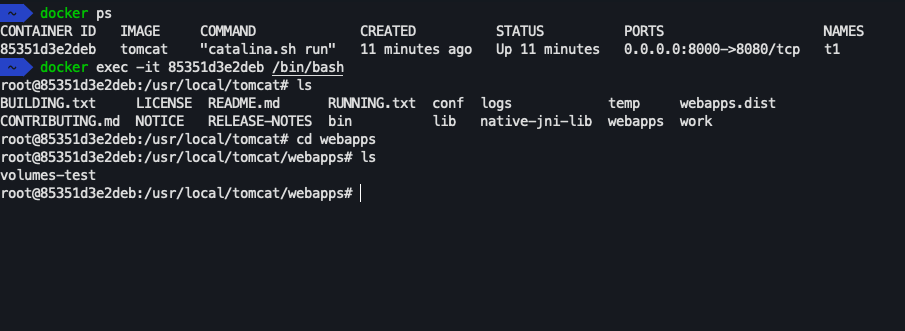 ~ docker ps
CONTAINER ID   IMAGE     COMMAND             CREATED          STATUS          PORTS                    NAMES
85351d3e2deb   tomcat    "catalina.sh run"   11 minutes ago   Up 11 minutes   0.0.0.0:8000->8080/tcp   t1
~ docker exec -it 85351d3e2deb /bin/bash
root@85351d3e2deb:/usr/local/tomcat# ls
BUILDING.txt     LICENSE  README.md      RUNNING.txt  conf  logs            temp     webapps.dist
CONTRIBUTING.md  NOTICE   RELEASE-NOTES  bin          lib   native-jni-lib  webapps  work
root@85351d3e2deb:/usr/local/tomcat# cd webapps
root@85351d3e2deb:/usr/local/tomcat/webapps# ls
volumes-test
root@85351d3e2deb:/usr/local/tomcat/webapps#